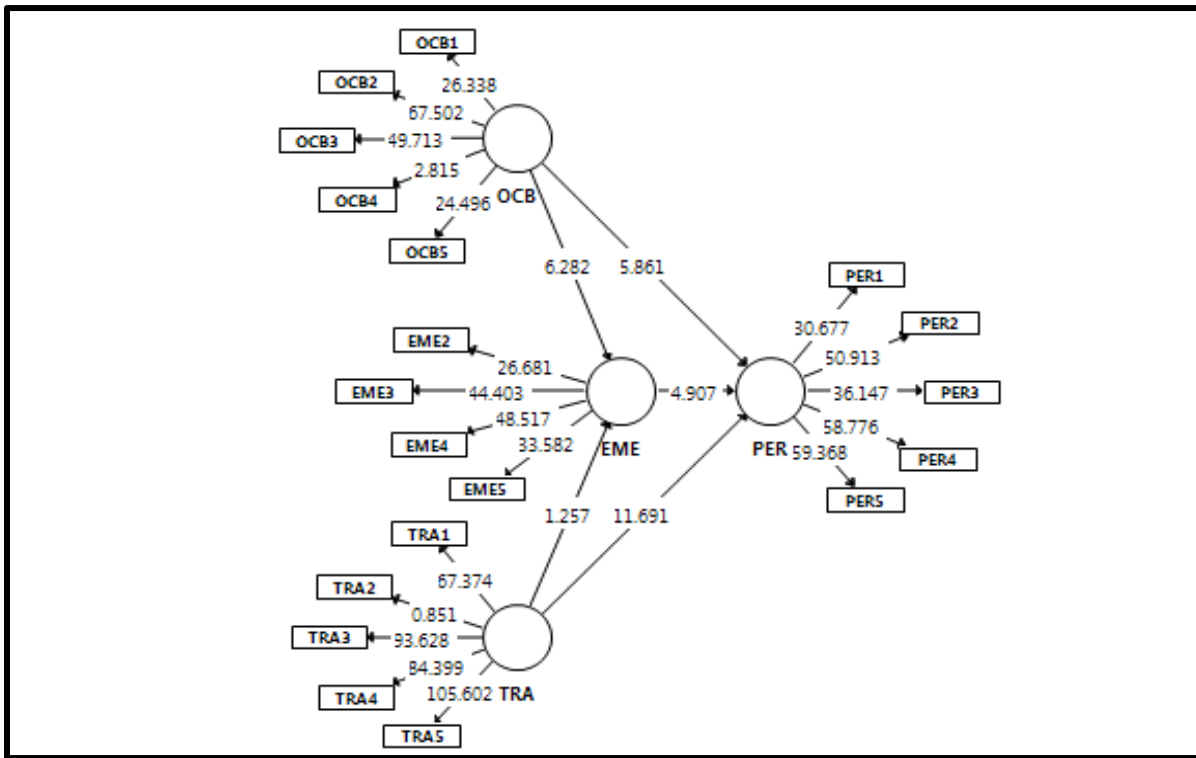 OCB1
26.338
OCB2
67.502
OCB3
49.713
2.815
OCB4
24.496
OCB
OCB5
6.282
5.861
PER1
30.677
PER2
50.913
EME2
26.681
EME3
44.403
4.907
36.147
PER3
48.517
58.776
EME4
33.582
EME
PER
59.368
PER4
EME5
PER5
1.257
11.691
TRA1
67.374
TRA2
0.851
TRA3
93.628
84.399
TRA4
105.602
TRA
TRA5